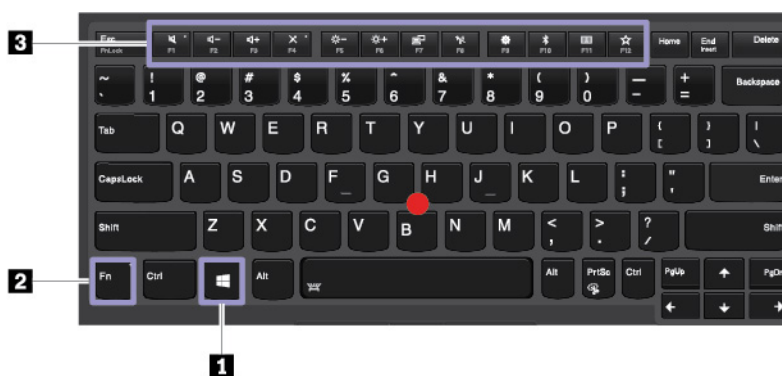 3
Esc FnLock F1 F2 F3 F4 F5 F6 F7 F8 F9 F10 F11 F12 Home End Insert Delete
~ ` ! 1 @ 2 # 3 $ 4 % 5 ^ 6 & 7 * 8 ( 9 ) 0 — - + = Backspace
Tab Q W E R T Y U I O P { [ } ] | \
CapsLock A S D F G H J K L : ; " ' Enter
Shift Z X C V B N M < , > . ? / Shift
2 Fn Ctrl Alt Alt PrtSc Ctrl PgUp PgDn
1